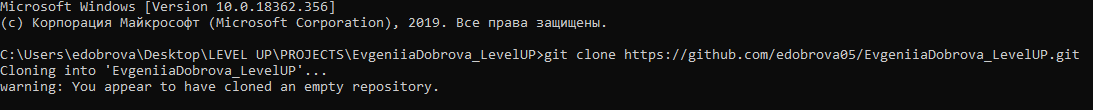 Microsoft Windows [Version 10.0.18362.356]
(c) Корпорация Майкрософт (Microsoft Corporation), 2019. Все права защищены.
C:\Users\edobrova\Desktop\LEVEL UP\PROJECTS\EvgeniiaDobrova_LevelUP>git clone https://github.com/edobrova05/EvgeniiaDobrova_LevelUP.git
Cloning into 'EvgeniiaDobrova_LevelUP'...
warning: You appear to have cloned an empty repository.